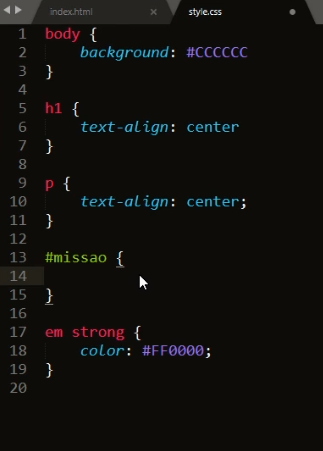 index.html × style.css
1 body {
2 background: #CCCCCC
3 }
4
5 h1 {
6 text-align: center
7 }
8
9 p {
10 text-align: center;
11 }
12
13 #missao {
14
15 }
16
17 em strong {
18 color: #FF0000;
19 }
20